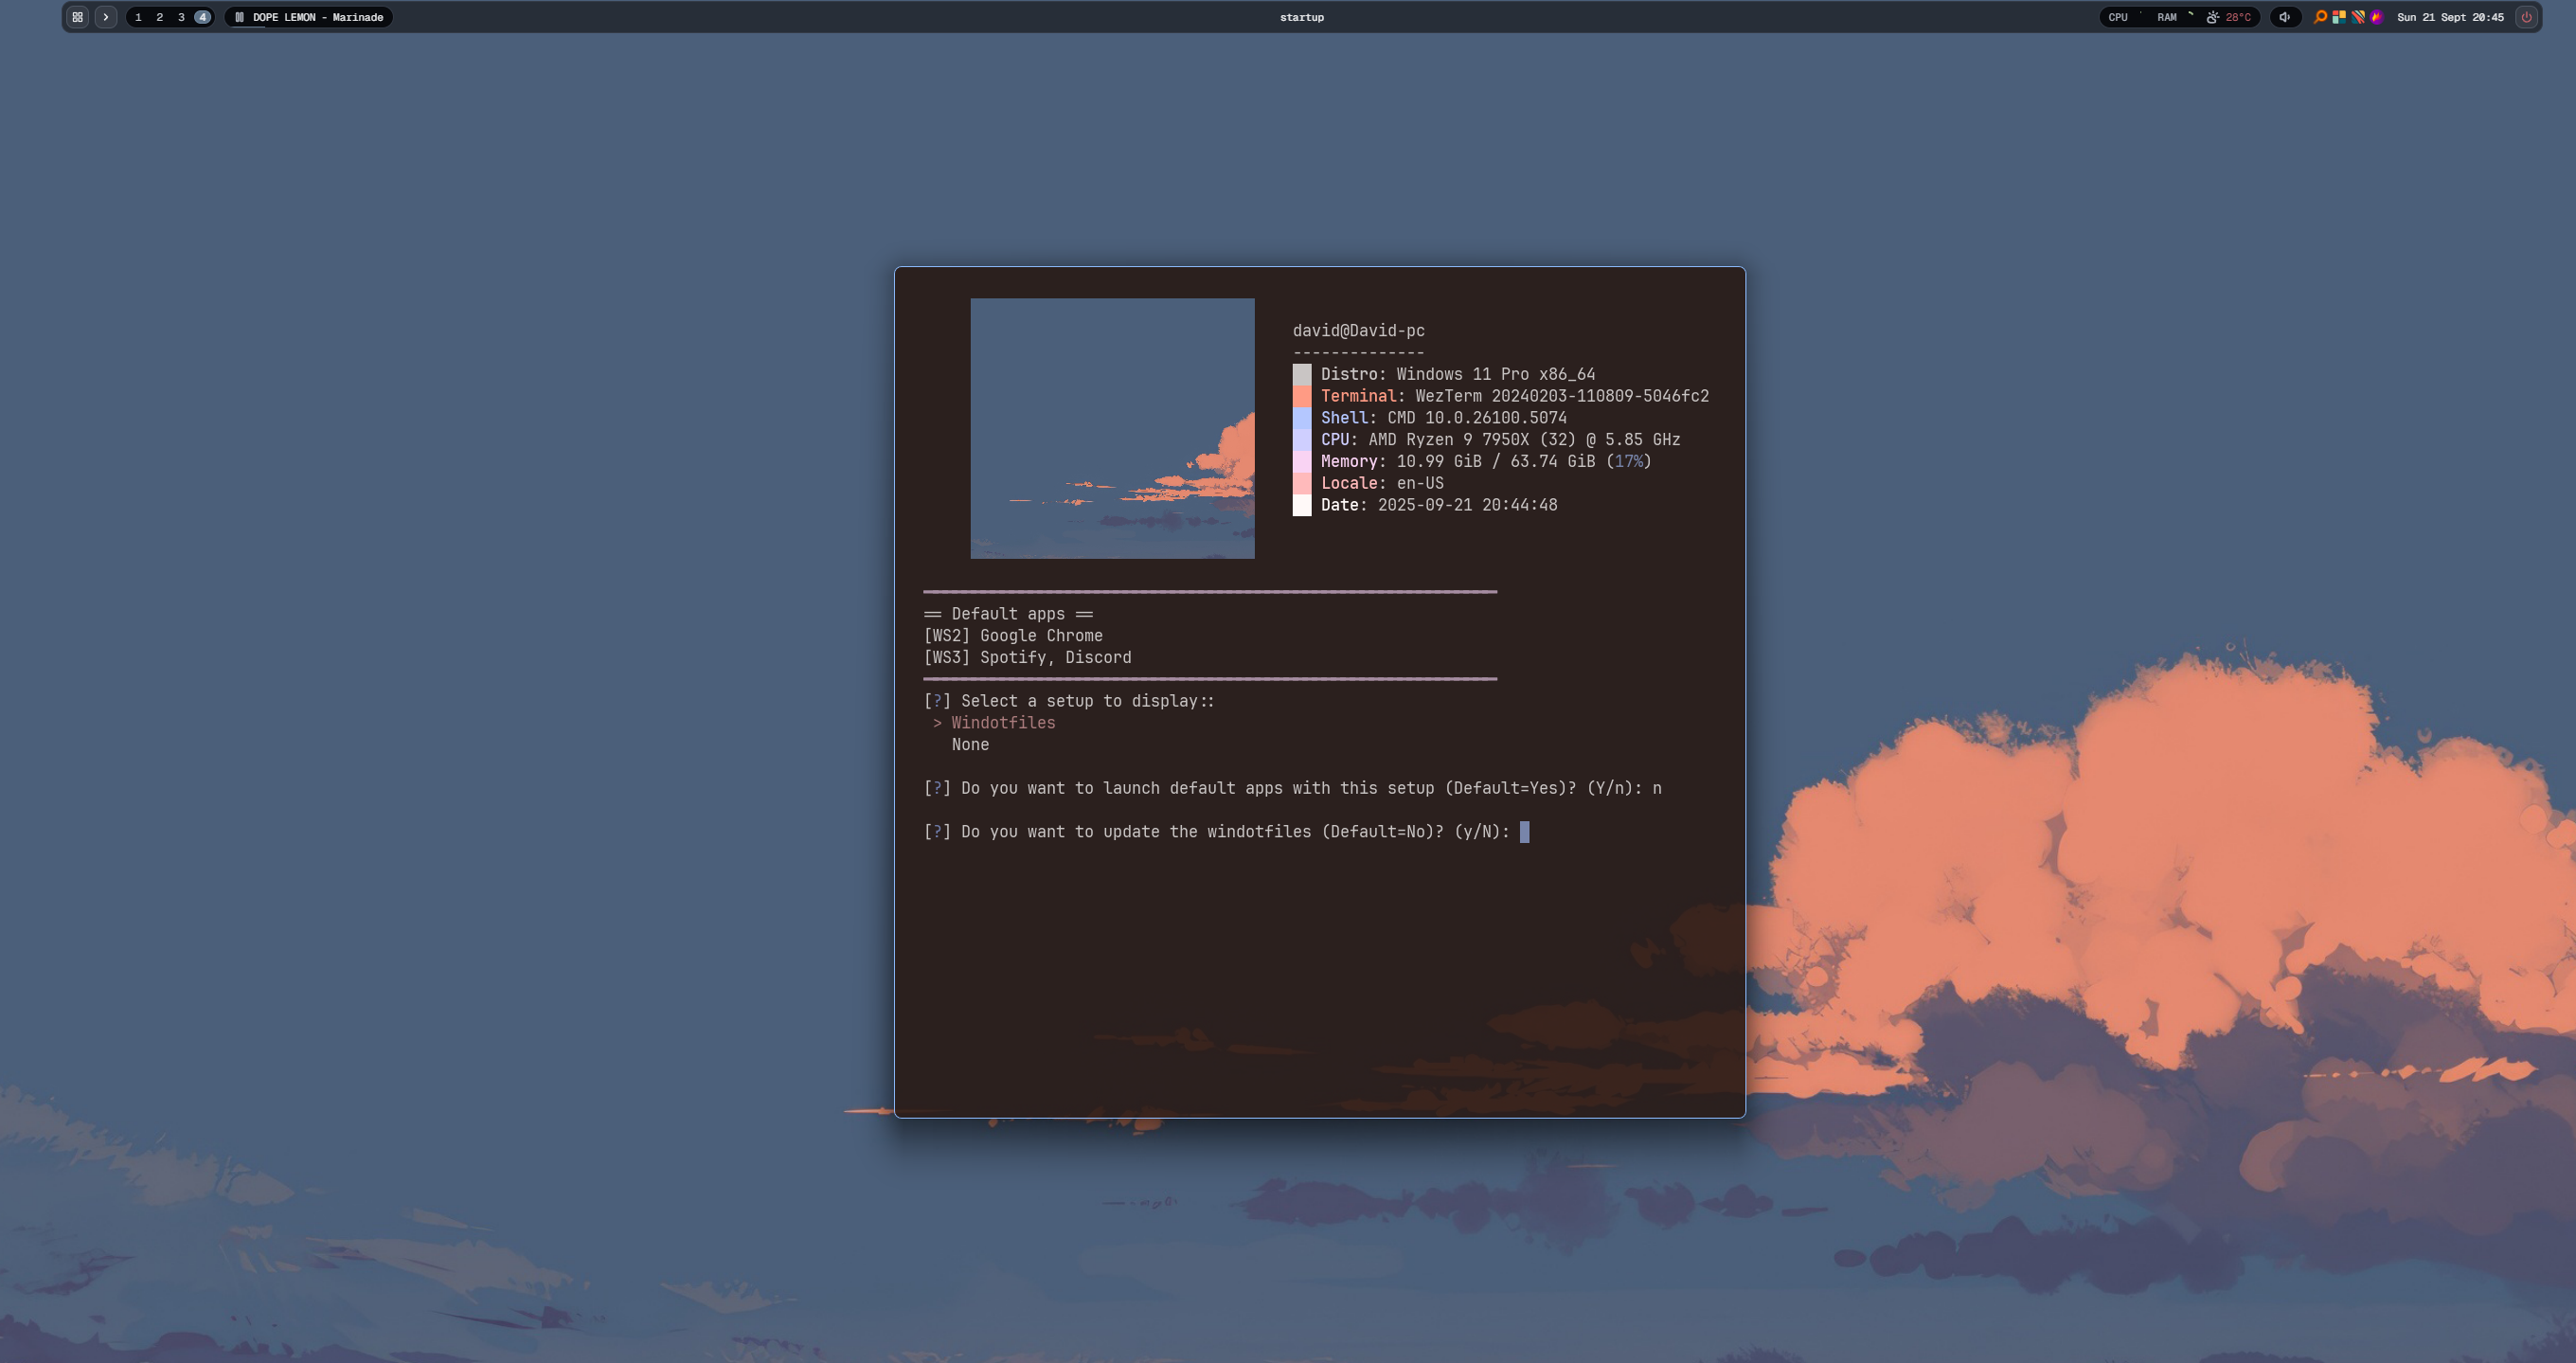 1 2 3 4 DOPE LEMON - Marinade
startup
CPU RAM 28°C Sun 21 Sept 20:45
david@David-pc
--------------
Distro: Windows 11 Pro x86_64
Terminal: WezTerm 20240203-110809-5046fc2
Shell: CMD 10.0.26100.5074
CPU: AMD Ryzen 9 7950X (32) @ 5.85 GHz
Memory: 10.99 GiB / 63.74 GiB (17%)
Locale: en-US
Date: 2025-09-21 20:44:48
== Default apps ==
[WS2] Google Chrome
[WS3] Spotify, Discord
[?] Select a setup to display::
> Windotfiles
None
[?] Do you want to launch default apps with this setup (Default=Yes)? (Y/n): n
[?] Do you want to update the windotfiles (Default=No)? (y/N):